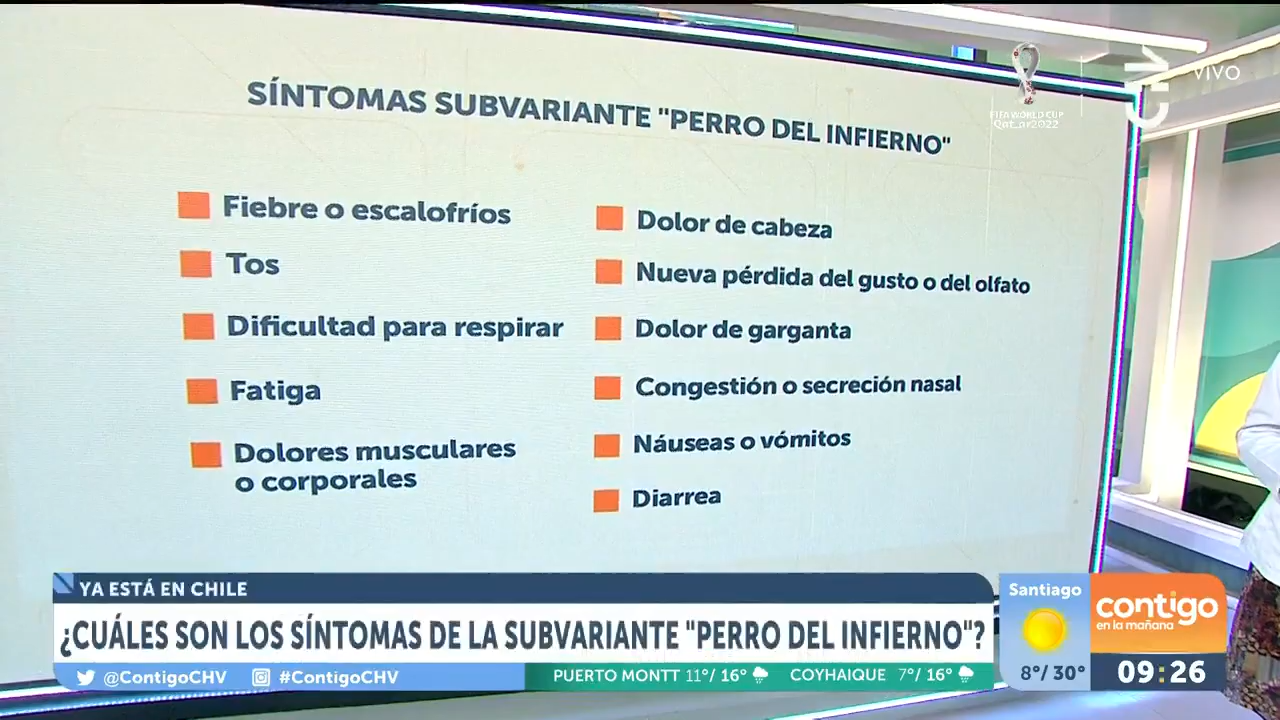 SÍNTOMAS SUBVARIANTE "PERRO DEL INFIERNO"
FIFA WORLD CUP
Qatar2022
CHV
VIVO
Fiebre o escalofríos
Tos
Dificultad para respirar
Fatiga
Dolores musculares
o corporales
Dolor de cabeza
Nueva pérdida del gusto o del olfato
Dolor de garganta
Congestión o secreción nasal
Náuseas o vómitos
Diarrea
YA ESTÁ EN CHILE
¿CUÁLES SON LOS SÍNTOMAS DE LA SUBVARIANTE "PERRO DEL INFIERNO"?
@ContigoCHV #ContigoCHV
PUERTO MONTT 11°/ 16° COYHAIQUE 7°/ 16°
Santiago
8°/ 30°
contigo
en la mañana
09:26